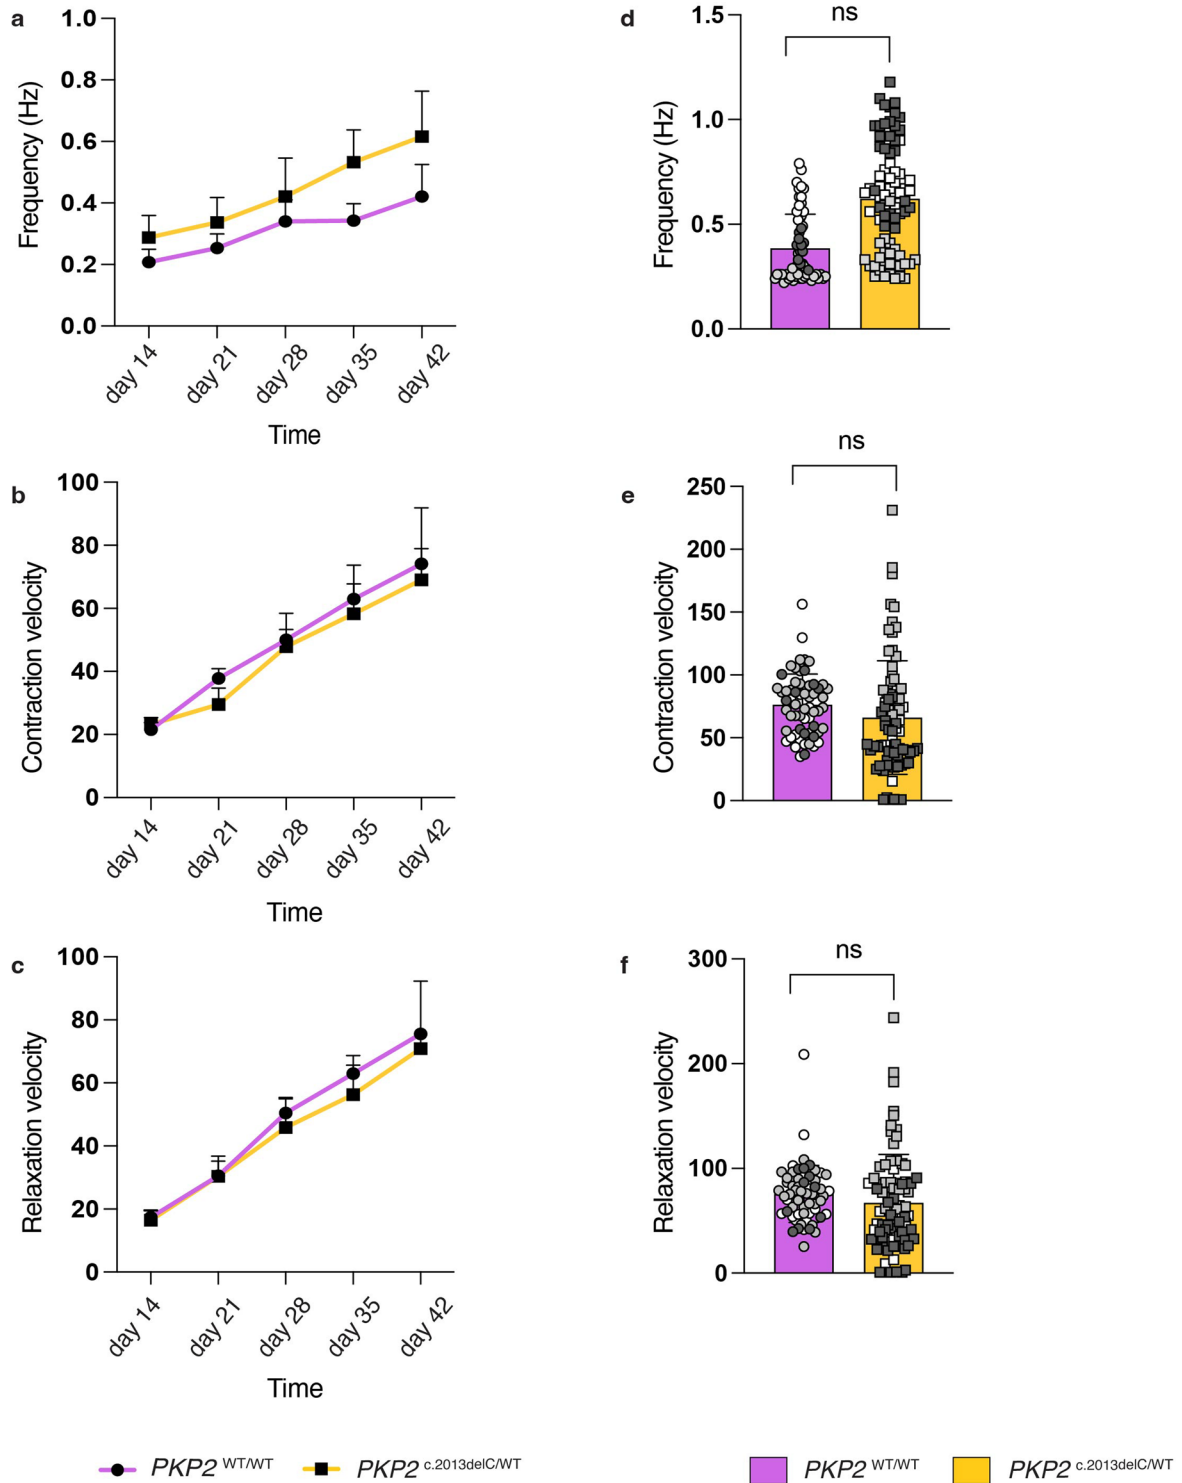 a
1.0
0.8
0.6
0.4
0.2
0.0
Frequency (Hz)
day 14
day 21
day 28
day 35
day 42
Time
d
ns
1.5
1.0
0.5
0.0
Frequency (Hz)
b
100
80
60
40
20
0
Contraction velocity
day 14
day 21
day 28
day 35
day 42
Time
e
ns
250
200
150
100
50
0
Contraction velocity
c
100
80
60
40
20
0
Relaxation velocity
day 14
day 21
day 28
day 35
day 42
Time
f
ns
300
200
100
0
Relaxation velocity
PKP2 WT/WT
PKP2 c.2013delC/WT
PKP2 WT/WT
PKP2 c.2013delC/WT